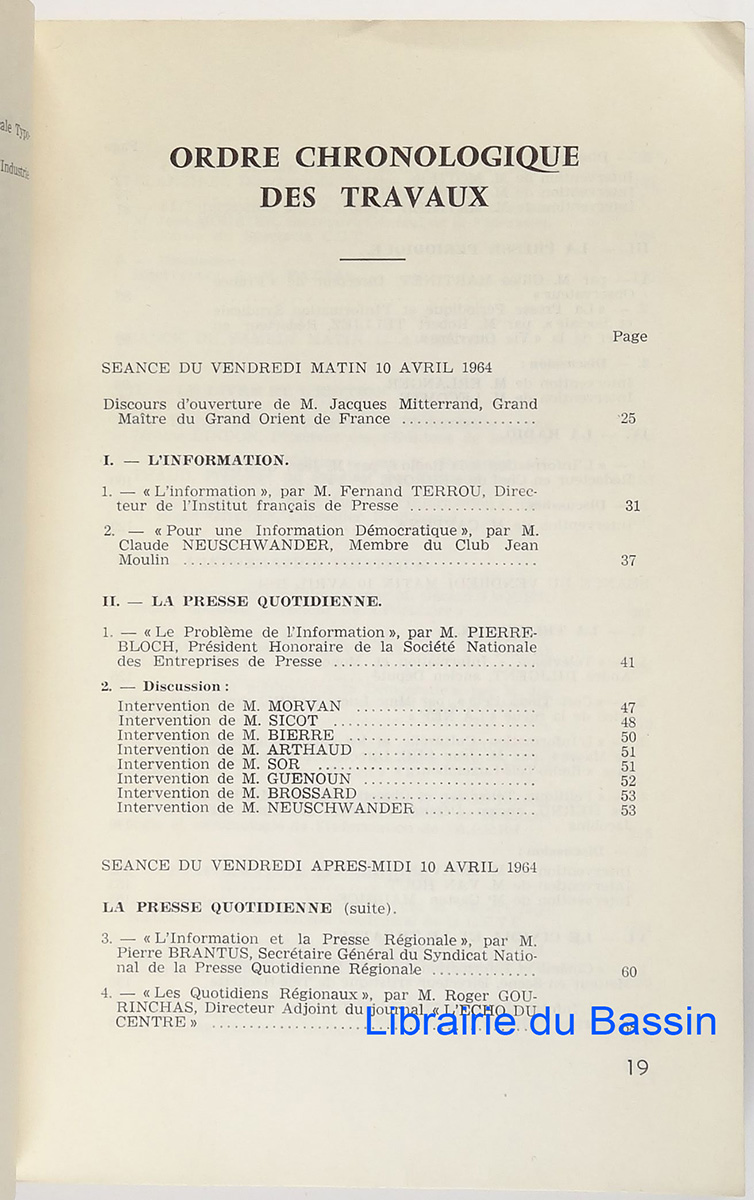 ale Typo
Industrie
ORDRE CHRONOLOGIQUE
DES TRAVAUX
Page
SEANCE DU VENDREDI MATIN 10 AVRIL 1964
Discours d'ouverture de M. Jacques Mitterrand, Grand
Maître du Grand Orient de France .................. 25
I. — L'INFORMATION.
1. — « L'information », par M. Fernand TERROU, Direc-
teur de l'Institut français de Presse ................. 31
2. — « Pour une Information Démocratique », par M.
Claude NEUSCHWANDER, Membre du Club Jean
Moulin ................................................ 37
II. — LA PRESSE QUOTIDIENNE.
1. — « Le Problème de l'Information », par M. PIERRE-
BLOCH, Président Honoraire de la Société Nationale
des Entreprises de Presse ........................... 41
2. — Discussion :
Intervention de M. MORVAN ........................ 47
Intervention de M. SICOT ........................... 48
Intervention de M. BIERRE ......................... 50
Intervention de M. ARTHAUD ....................... 51
Intervention de M. SOR ............................. 51
Intervention de M. GUENOUN ....................... 52
Intervention de M. BROSSARD ...................... 53
Intervention de M. NEUSCHWANDER ............... 53
SEANCE DU VENDREDI APRES-MIDI 10 AVRIL 1964
LA PRESSE QUOTIDIENNE (suite).
3. — « L'Information et la Presse Régionale », par M.
Pierre BRANTUS, Secrétaire Général du Syndicat Natio-
nal de la Presse Quotidienne Régionale .............. 60
4. — « Les Quotidiens Régionaux », par M. Roger GOU-
RINCHAS, Directeur Adjoint du journal « L'ECHO DU
CENTRE » ............................................
Librairie du Bassin
19